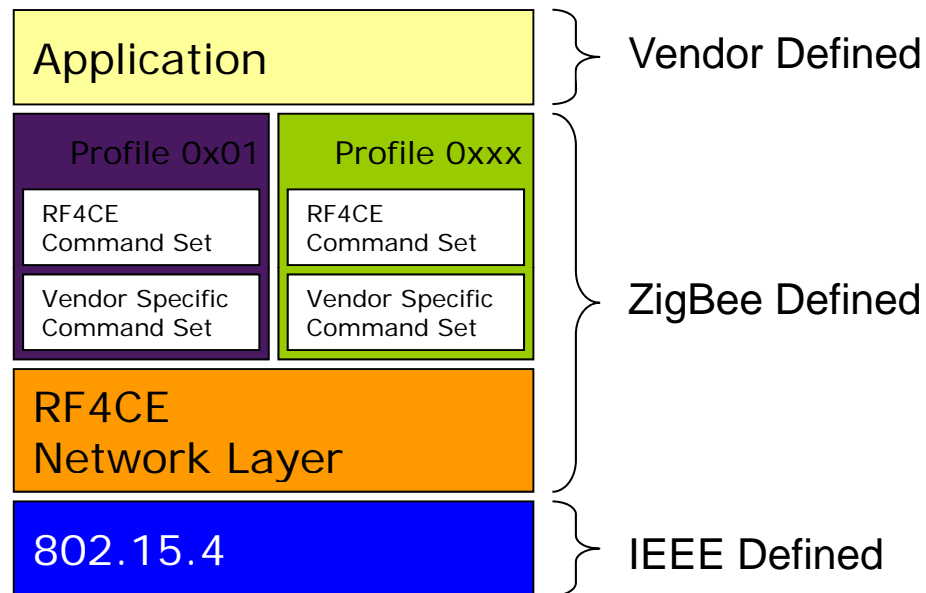 Application
Vendor Defined
Profile 0x01
Profile 0xxx
RF4CE
Command Set
RF4CE
Command Set
Vendor Specific
Command Set
Vendor Specific
Command Set
ZigBee Defined
RF4CE
Network Layer
802.15.4
IEEE Defined